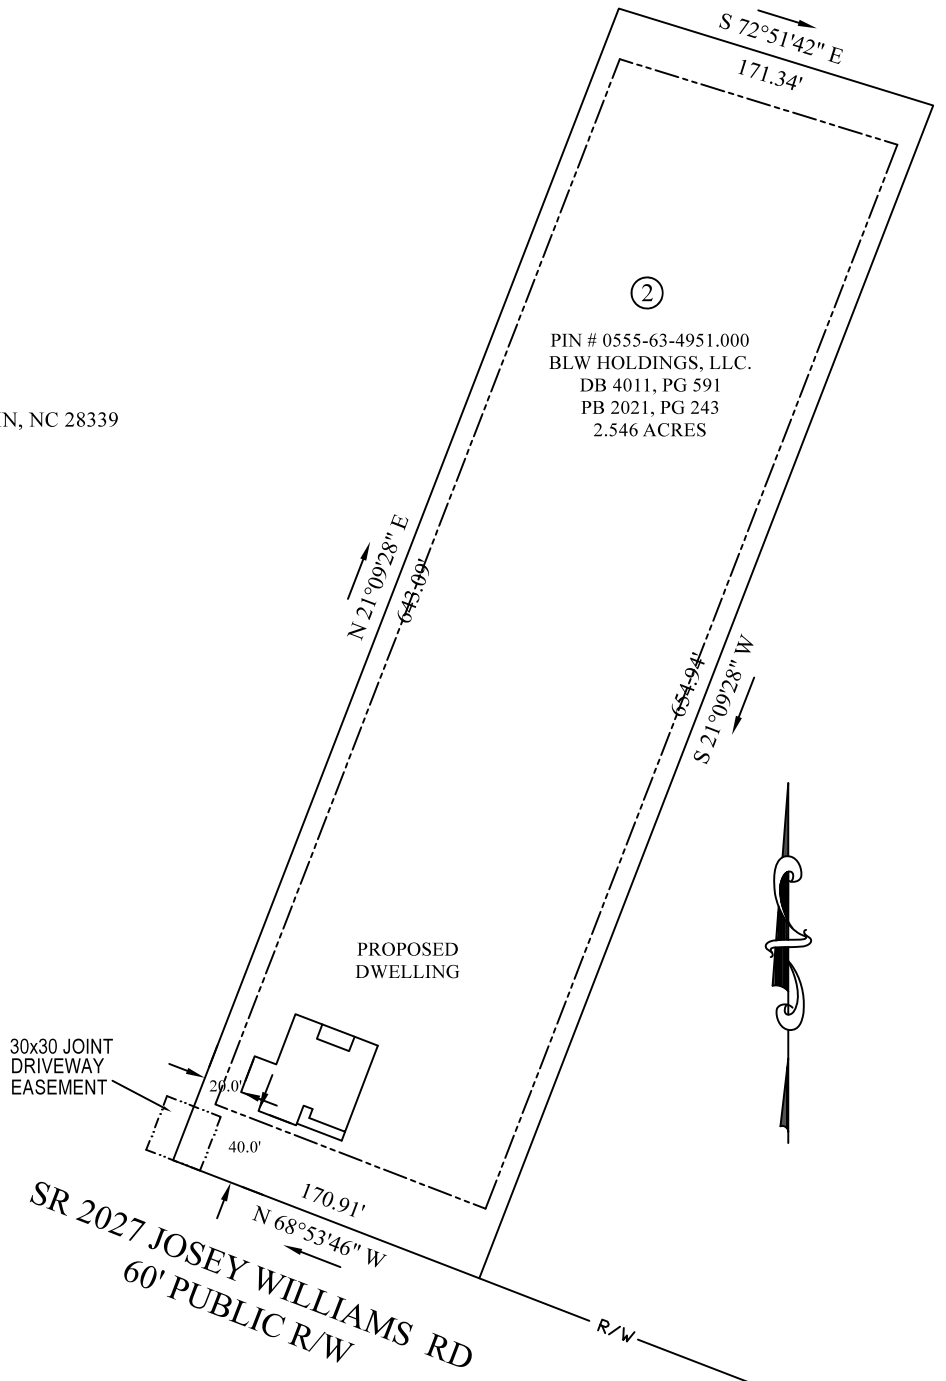 S 72°51'42" E
171.34'
2
PIN # 0555-63-4951.000
BLW HOLDINGS, LLC.
DB 4011, PG 591
PB 2021, PG 243
2.546 ACRES
IN, NC 28339
N 21°09'28" E
643.09'
654.94'
S 21°09'28" W
PROPOSED
DWELLING
30x30 JOINT
DRIVEWAY
EASEMENT
20.0'
40.0'
170.91'
N 68°53'46" W
SR 2027 JOSEY WILLIAMS RD
60' PUBLIC R/W
R/W